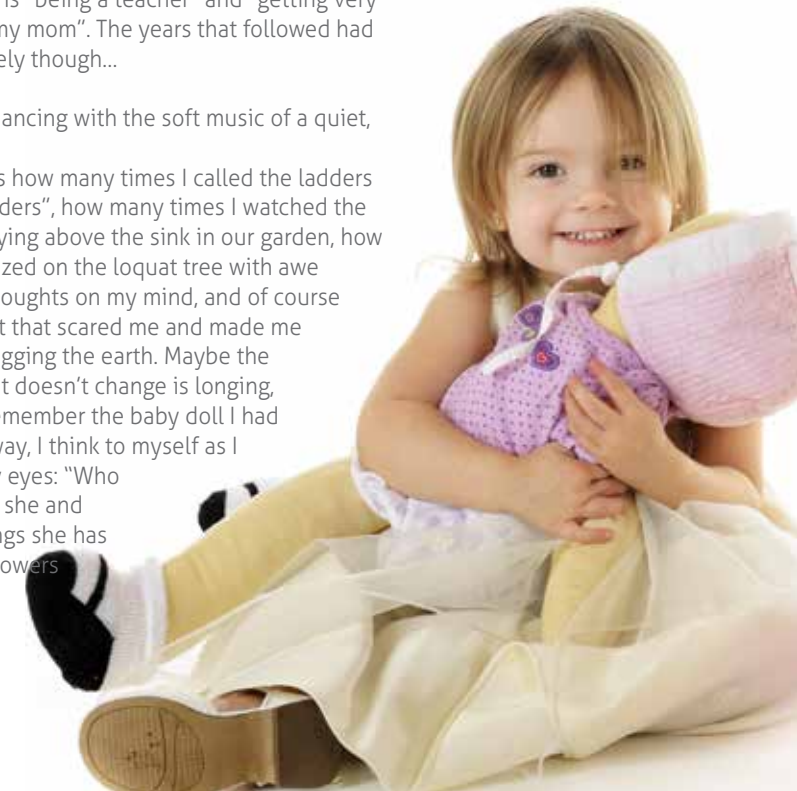 is "being a teacher" and "getting very
my mom". The years that followed had
ely though...
ancing with the soft music of a quiet,
s how many times I called the ladders
ders", how many times I watched the
ying above the sink in our garden, how
zed on the loquat tree with awe
oughts on my mind, and of course
t that scared me and made me
gging the earth. Maybe the
t doesn't change is longing,
emember the baby doll I had
way, I think to myself as I
eyes: "Who
she and
ngs she has
owers